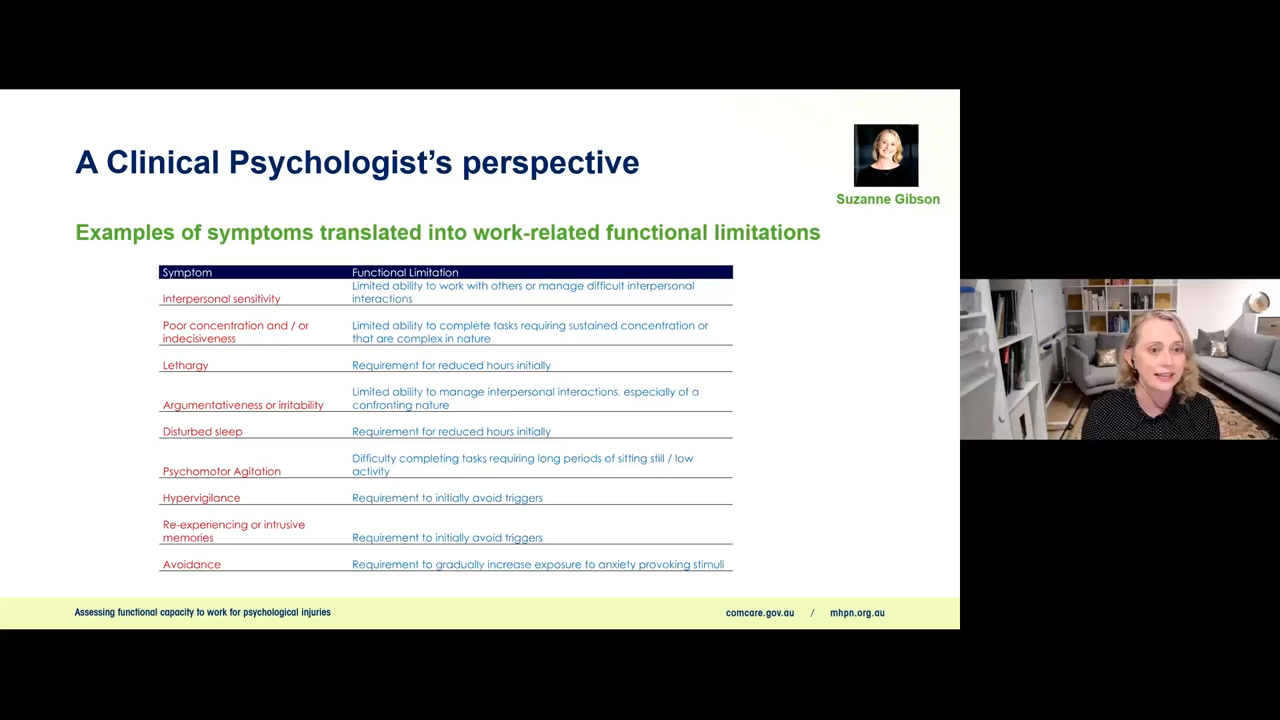 A Clinical Psychologist's perspective
Suzanne Gibson
Examples of symptoms translated into work-related functional limitations
Symptom Functional Limitation
Interpersonal sensitivity Limited ability to work with others or manage difficult interpersonal
interactions
Poor concentration and / or Limited ability to complete tasks requiring sustained concentration or
indecisiveness that are complex in nature
Lethargy Requirement for reduced hours initially
Limited ability to manage interpersonal interactions, especially of a
Argumentativeness or irritability confronting nature
Disturbed sleep Requirement for reduced hours initially
Difficulty completing tasks requiring long periods of sitting still / low
Psychomotor Agitation activity
Hypervigilance Requirement to initially avoid triggers
Re-experiencing or intrusive
memories Requirement to initially avoid triggers
Avoidance Requirement to gradually increase exposure to anxiety provoking stimuli
Assessing functional capacity to work for psychological injuries comcare.gov.au / mhpn.org.au